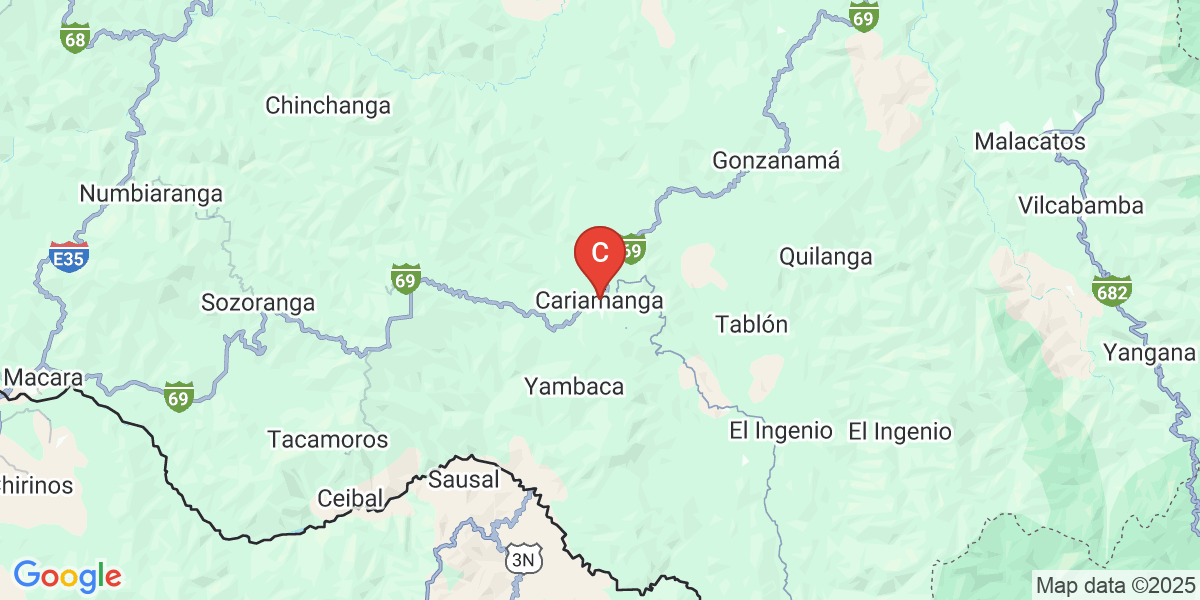 68
69
Chinchanga
Malacatos
Gonzanamá
Numbiaranga
Vilcabamba
E35
C
69
Quilanga
69
682
Sozoranga
Cariamanga
Tablón
Yangana
Macara
69
Yambaca
El Ingenio
El Ingenio
Tacamoros
Sausal
hirinos
Ceibal
3N
Google
Map data ©2025